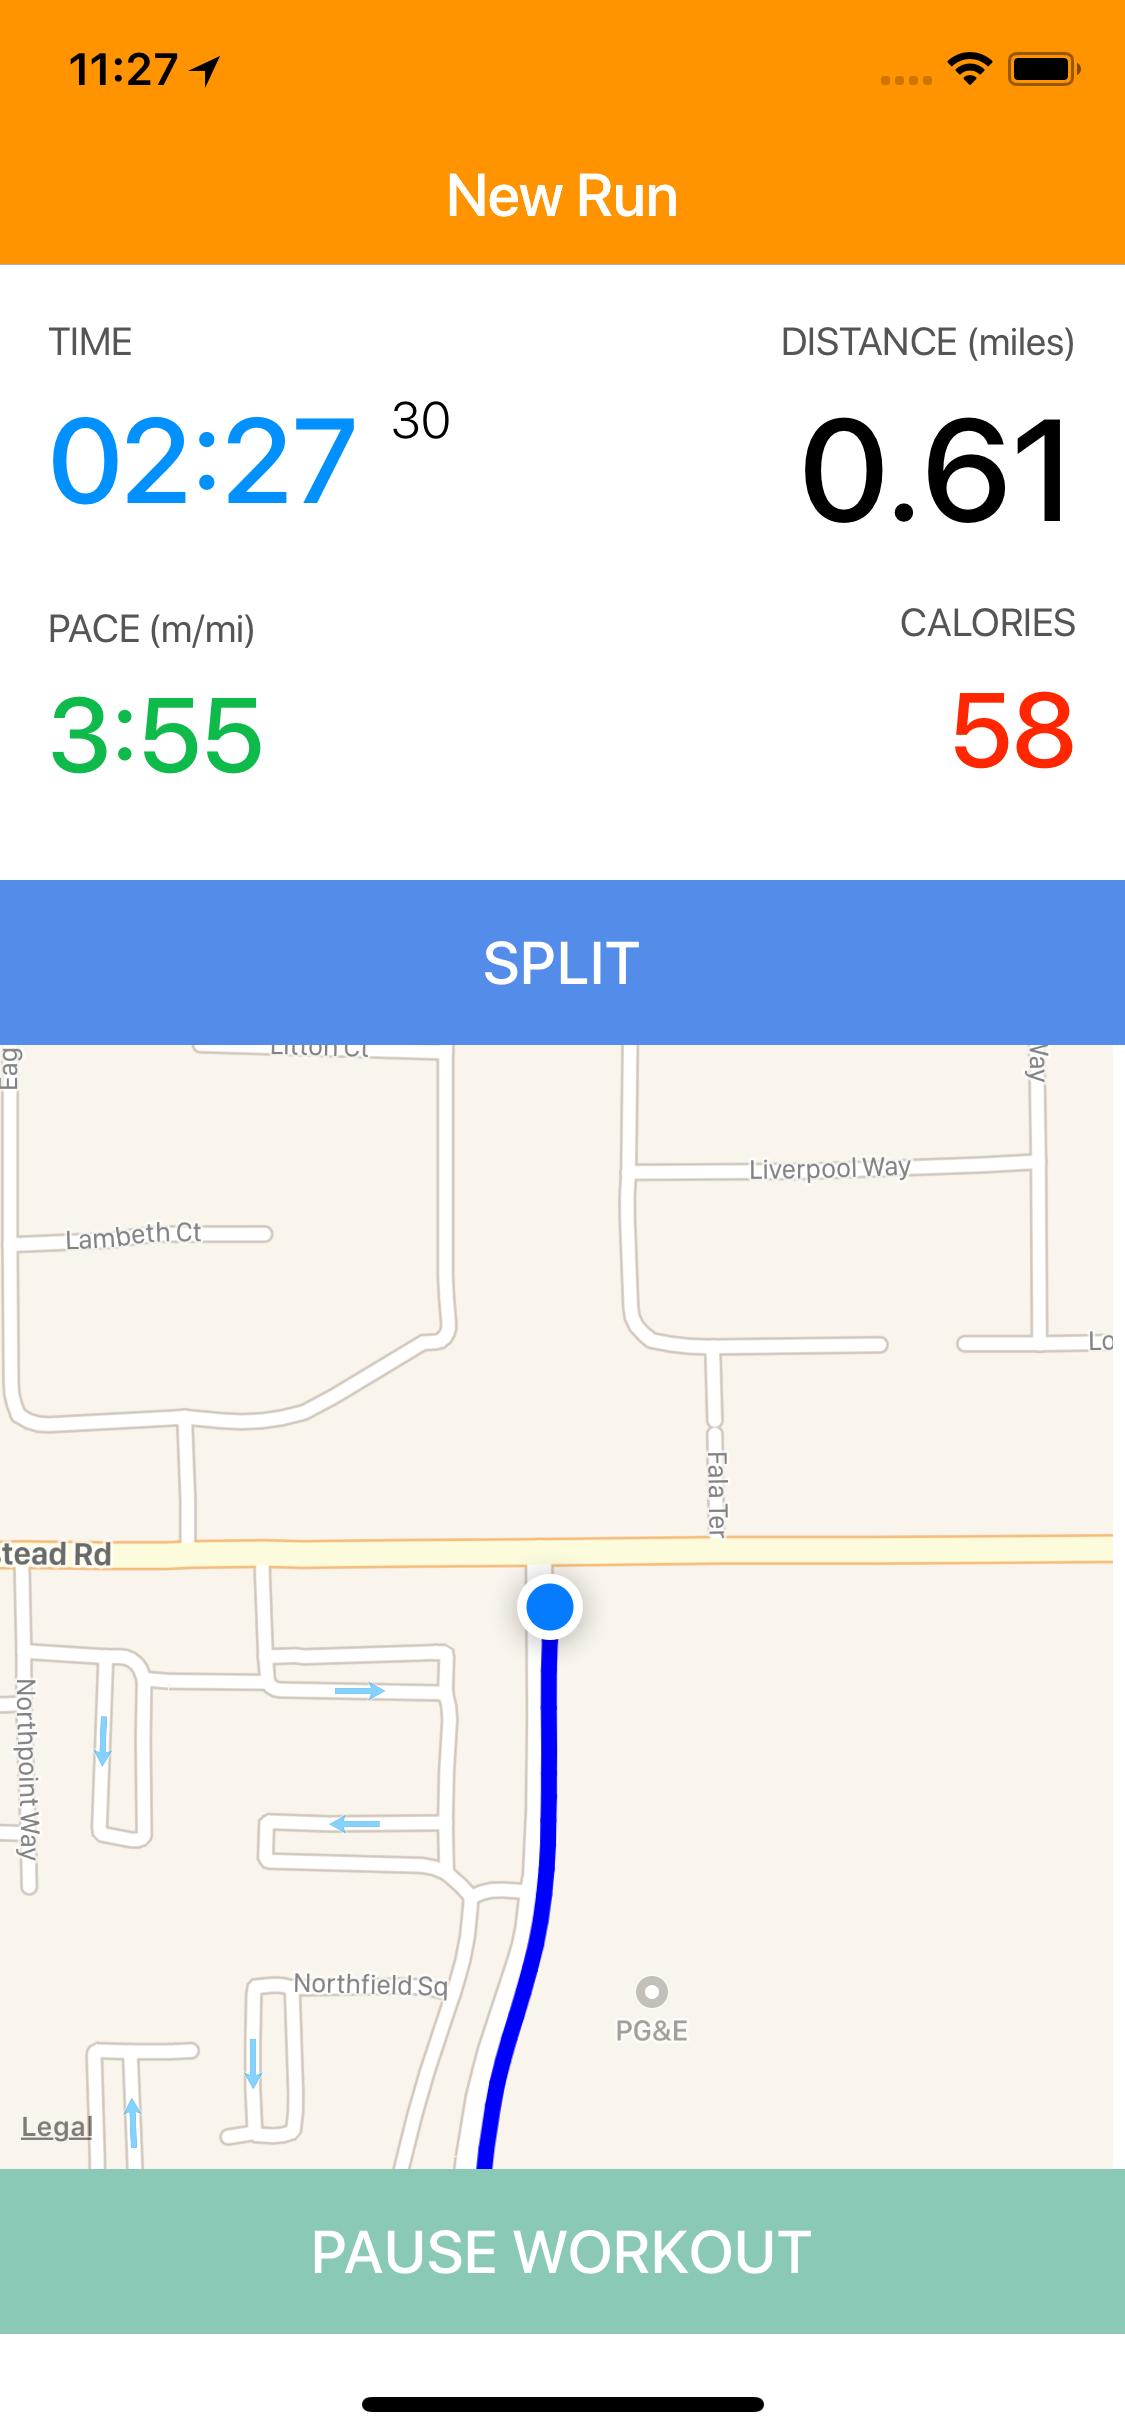 11:27
New Run
TIME
DISTANCE (miles)
02:27
30
0.61
PACE (m/mi)
CALORIES
3:55
58
SPLIT
Eag
Litton Ct
Way
Liverpool Way
Lambeth Ct
Lo
Fala Ter
stead Rd
Northpoint Way
Northfield Sq
PG&E
Legal
PAUSE WORKOUT